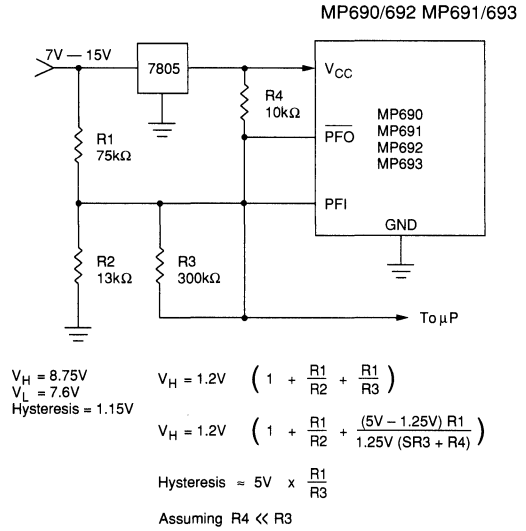 MP690/692 MP691/693
7V — 15V
7805
VCC
R4
10kΩ
MP690
MP691
MP692
MP693
PFO
R1
75kΩ
PFI
GND
R2
13kΩ
R3
300kΩ
To μP
VH = 8.75V
VL = 7.6V
Hysteresis = 1.15V
VH = 1.2V ( 1 + R1/R2 + R1/R3 )
VH = 1.2V ( 1 + R1/R2 + (5V – 1.25V) R1/1.25V (SR3 + R4) )
Hysteresis ≈ 5V x R1/R3
Assuming R4 << R3